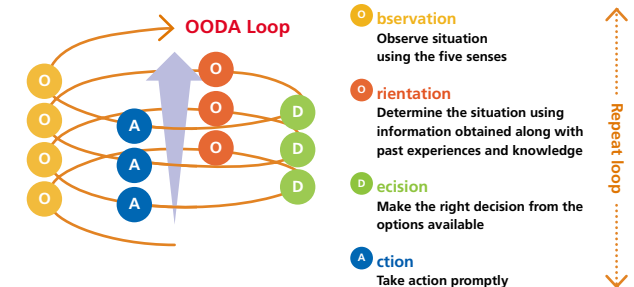 OODA Loop
O
O
O
O
O
O
O
A
A
A
D
D
D
O bservation
Observe situation
using the five senses
O rientation
Determine the situation using
information obtained along with
past experiences and knowledge
D ecision
Make the right decision from the
options available
A ction
Take action promptly
Repeat loop